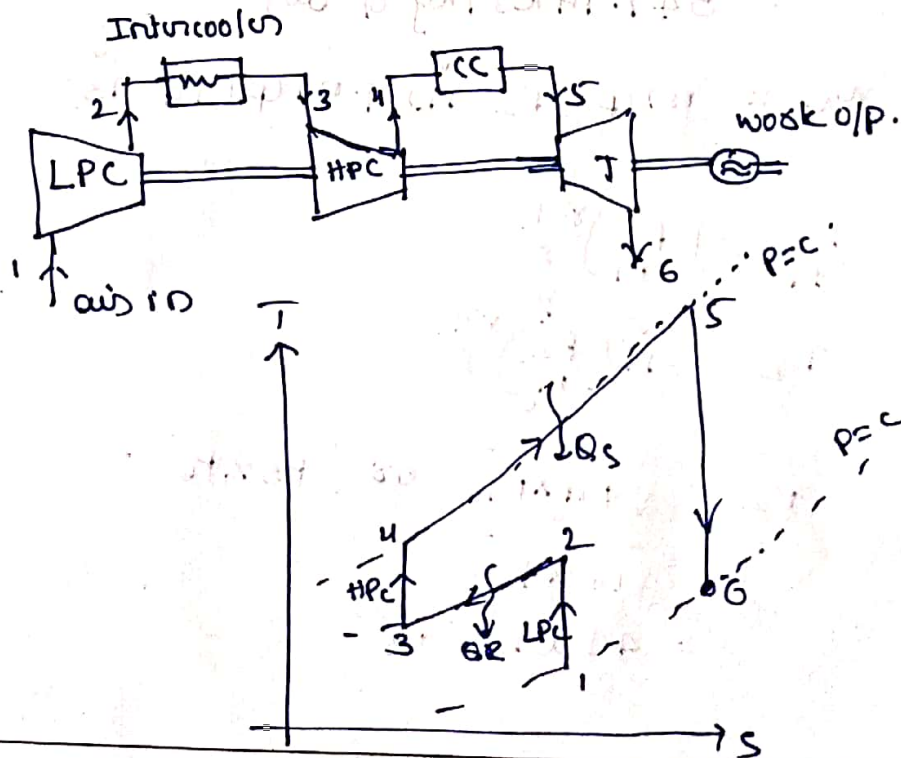 Intercooler
2
3
4
CC
5
work o/p.
LPC
HPC
T
1
air in
6
p=c
T
5
p=c
Qs
4
2
HPC
6
3
QR
LPC
1
S